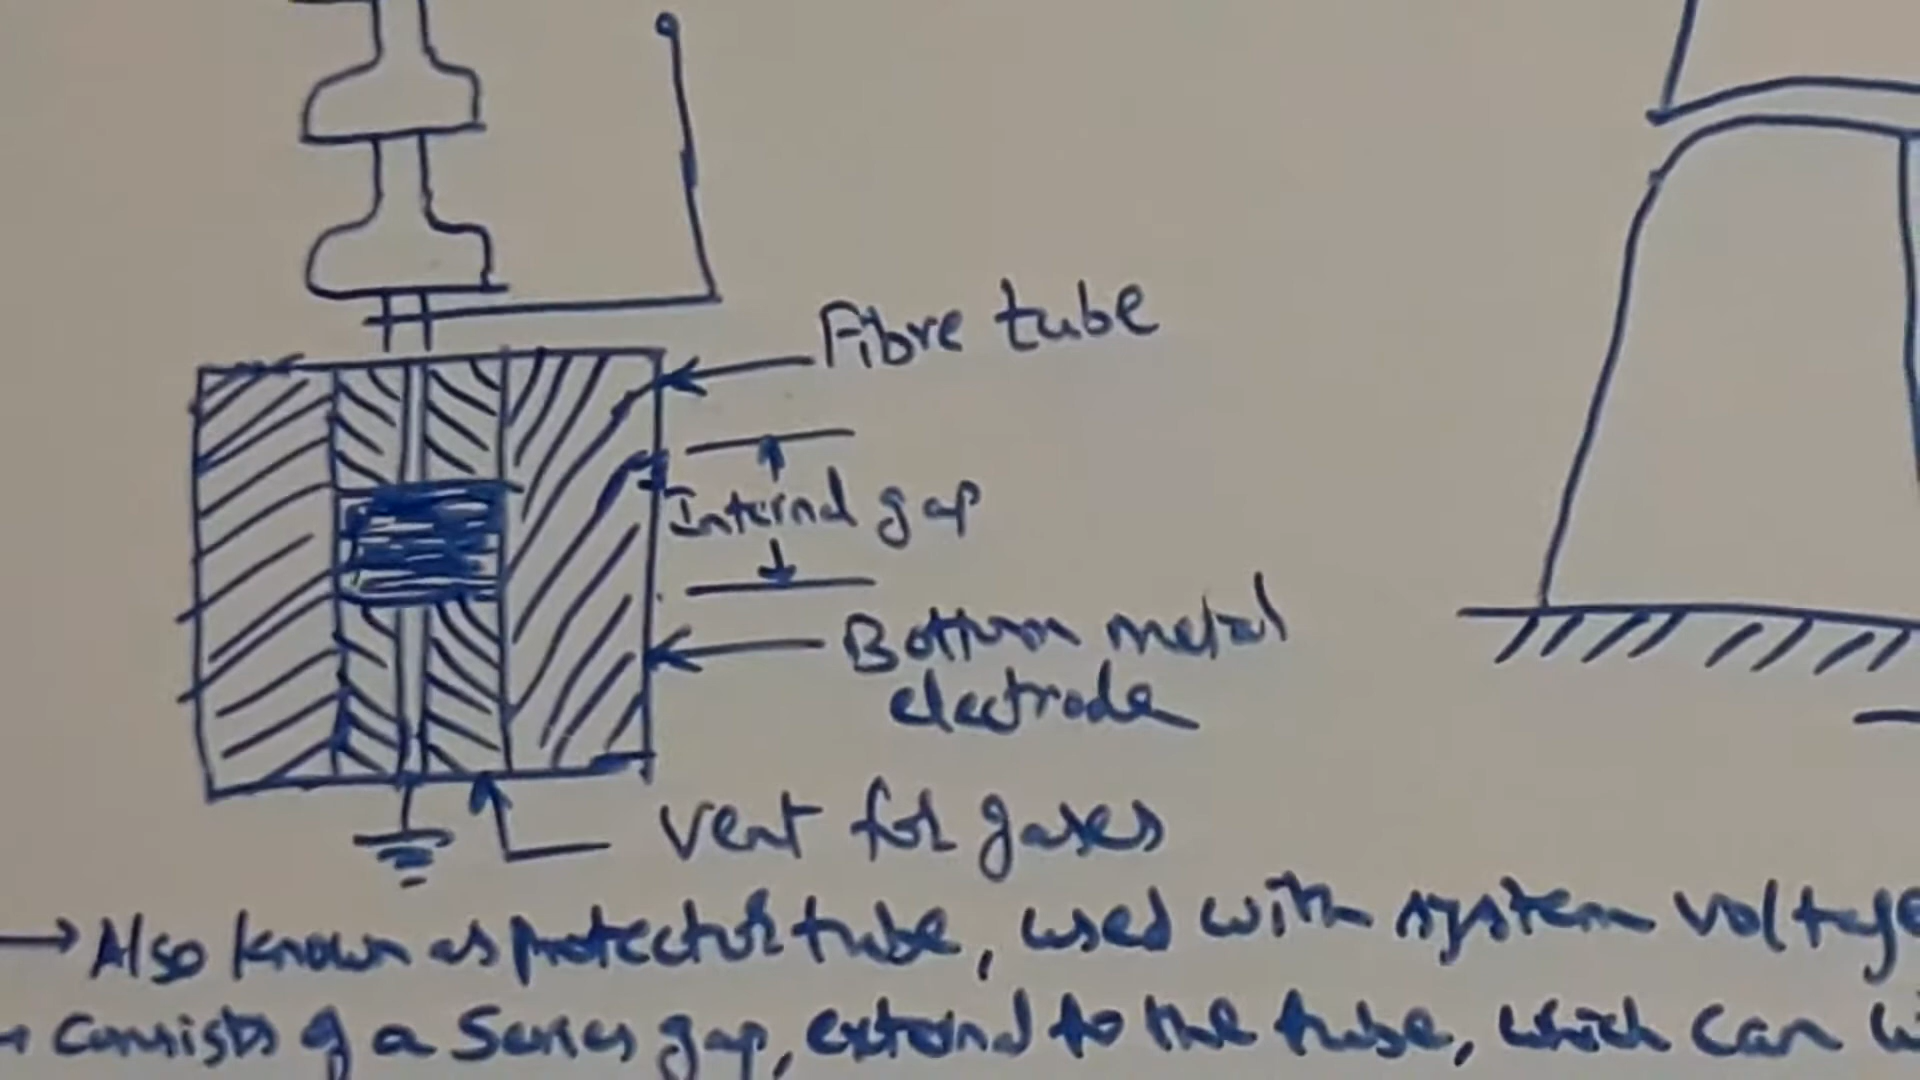 Fibre tube
Internal gap
Bottom metal
electrode
Vent for gases
→ Also known as protector tube, used with system voltage
Consists of a Series gap, external to the tube, which can